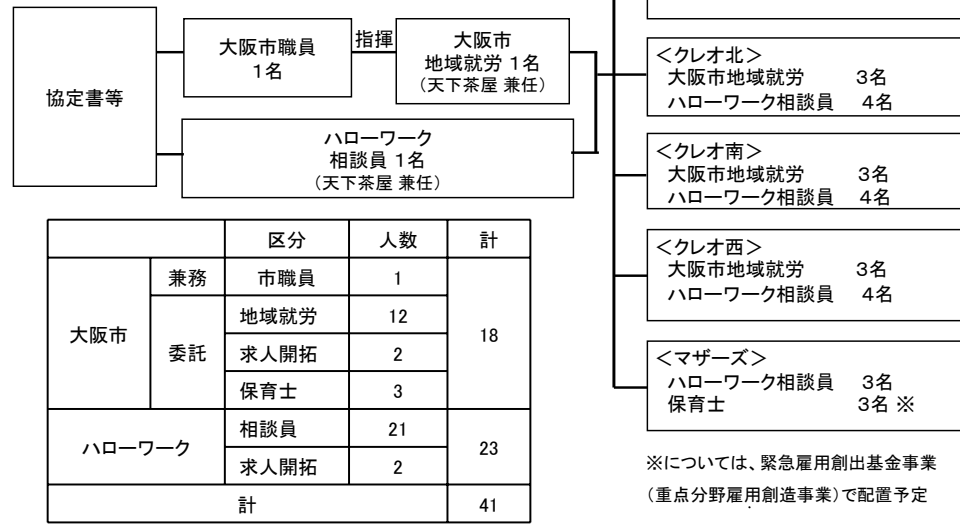 協定書等
大阪市職員
1名
指揮
大阪市
地域就労 1名
(天下茶屋 兼任)
ハローワーク
相談員 1名
(天下茶屋 兼任)
＜クレオ北＞
大阪市地域就労 3名
ハローワーク相談員 4名
＜クレオ南＞
大阪市地域就労 3名
ハローワーク相談員 4名
＜クレオ西＞
大阪市地域就労 3名
ハローワーク相談員 4名
＜マザーズ＞
ハローワーク相談員 3名
保育士 3名 ※
※については、緊急雇用創出基金事業
(重点分野雇用創造事業)で配置予定
区分 人数 計
大阪市 兼務 市職員 1 18
委託 地域就労 12
求人開拓 2
保育士 3
ハローワーク 相談員 21 23
求人開拓 2
計 41